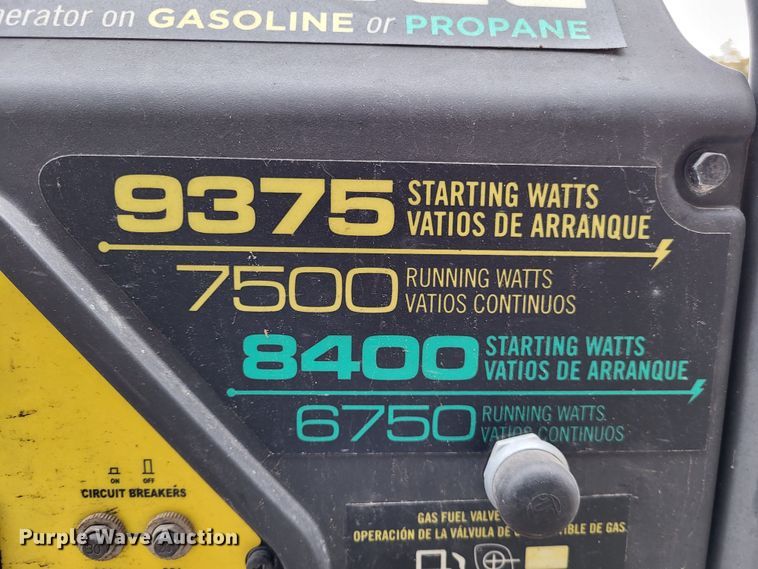 on GASOLINE or PROPANE
9375 STARTING WATTS
VATIOS DE ARRANQUE
7500 RUNNING WATTS
VATIOS CONTINUOS
8400 STARTING WATTS
VATIOS DE ARRANQUE
6750 RUNNING WATTS
VATIOS CONTINUOS
ON OFF
CIRCUIT BREAKERS
GAS FUEL VALVE
OPERACIÓN DE LA VÁLVULA DE DE GAS
Purple Wave Auction